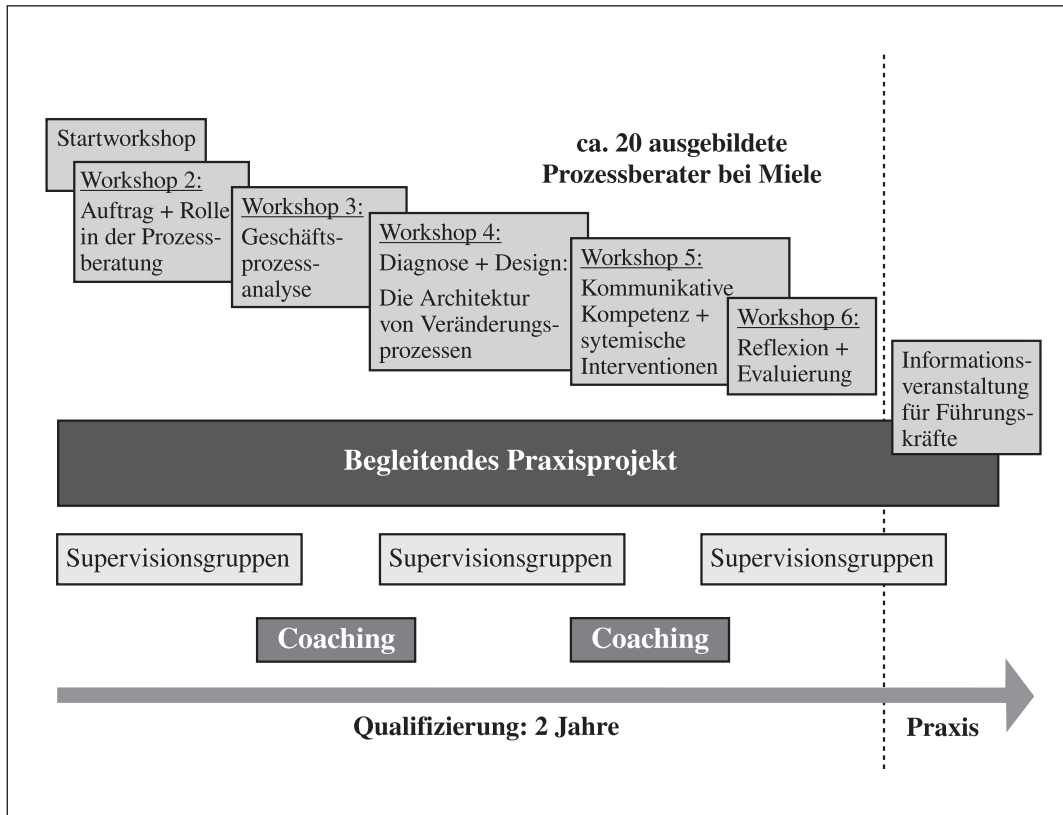 Startworkshop
Workshop 2:
Auftrag + Rolle
in der Prozess-
beratung
Workshop 3:
Geschäfts-
prozess-
analyse
Workshop 4:
Diagnose + Design:
Die Architektur
von Veränderungs-
prozessen
Workshop 5:
Kommunikative
Kompetenz +
sytemische
Interventionen
Workshop 6:
Reflexion +
Evaluierung
ca. 20 ausgebildete
Prozessberater bei Miele
Informations-
veranstaltung
für Führungs-
kräfte
Begleitendes Praxisprojekt
Supervisionsgruppen
Supervisionsgruppen
Supervisionsgruppen
Coaching
Coaching
Qualifizierung: 2 Jahre
Praxis